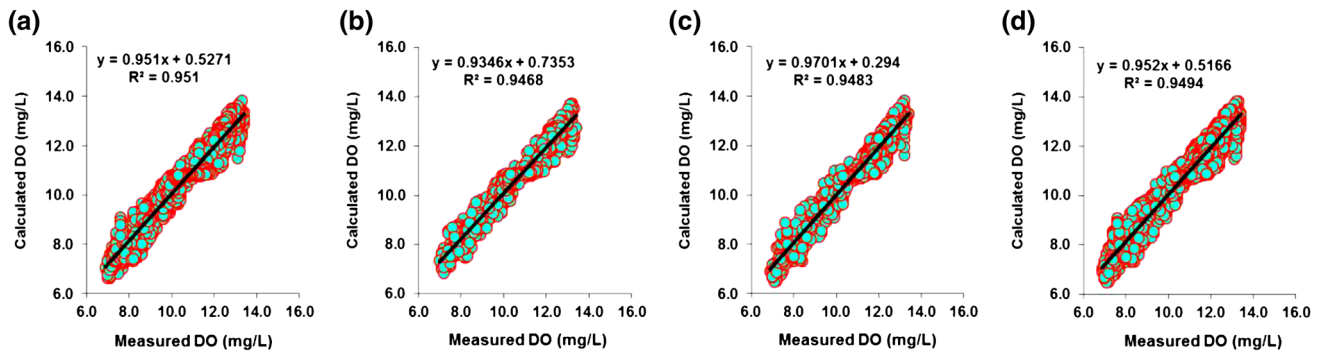 (a)
y = 0.951x + 0.5271
R² = 0.951
Calculated DO (mg/L)
16.0
14.0
12.0
10.0
8.0
6.0
6.0 8.0 10.0 12.0 14.0 16.0
Measured DO (mg/L)
(b)
y = 0.9346x + 0.7353
R² = 0.9468
Calculated DO (mg/L)
16.0
14.0
12.0
10.0
8.0
6.0
6.0 8.0 10.0 12.0 14.0 16.0
Measured DO (mg/L)
(c)
y = 0.9701x + 0.294
R² = 0.9483
Calculated DO (mg/L)
16.0
14.0
12.0
10.0
8.0
6.0
6.0 8.0 10.0 12.0 14.0 16.0
Measured DO (mg/L)
(d)
y = 0.952x + 0.5166
R² = 0.9494
Calculated DO (mg/L)
16.0
14.0
12.0
10.0
8.0
6.0
6.0 8.0 10.0 12.0 14.0 16.0
Measured DO (mg/L)